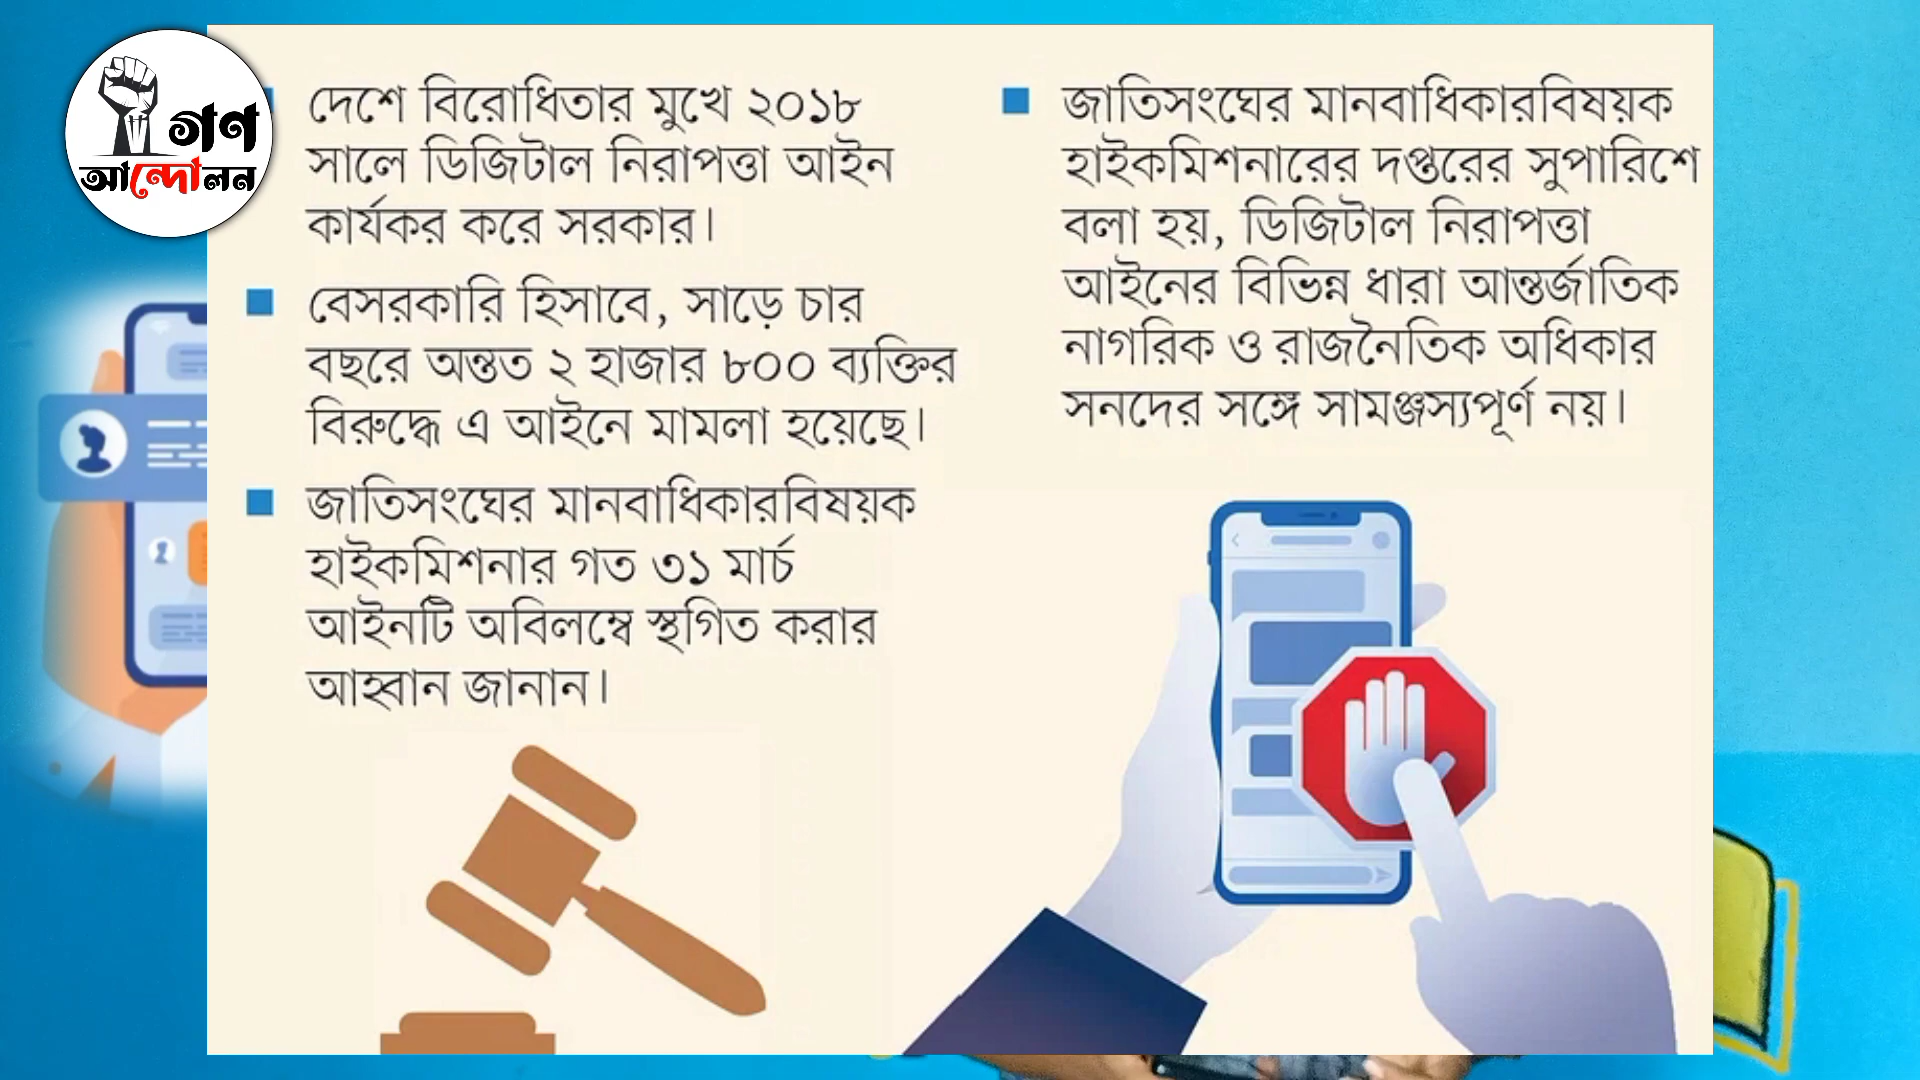 গণ
আন্দোলন
দেশে বিরোধিতার মুখে ২০১৮
সালে ডিজিটাল নিরাপত্তা আইন
কার্যকর করে সরকার।
বেসরকারি হিসাবে, সাড়ে চার
বছরে অন্তত ২ হাজার ৮০০ ব্যক্তির
বিরুদ্ধে এ আইনে মামলা হয়েছে।
জাতিসংঘের মানবাধিকারবিষয়ক
হাইকমিশনার গত ৩১ মার্চ
আইনটি অবিলম্বে স্থগিত করার
আহ্বান জানান।
জাতিসংঘের মানবাধিকারবিষয়ক
হাইকমিশনারের দপ্তরের সুপারিশে
বলা হয়, ডিজিটাল নিরাপত্তা
আইনের বিভিন্ন ধারা আন্তর্জাতিক
নাগরিক ও রাজনৈতিক অধিকার
সনদের সঙ্গে সামঞ্জস্যপূর্ণ নয়।